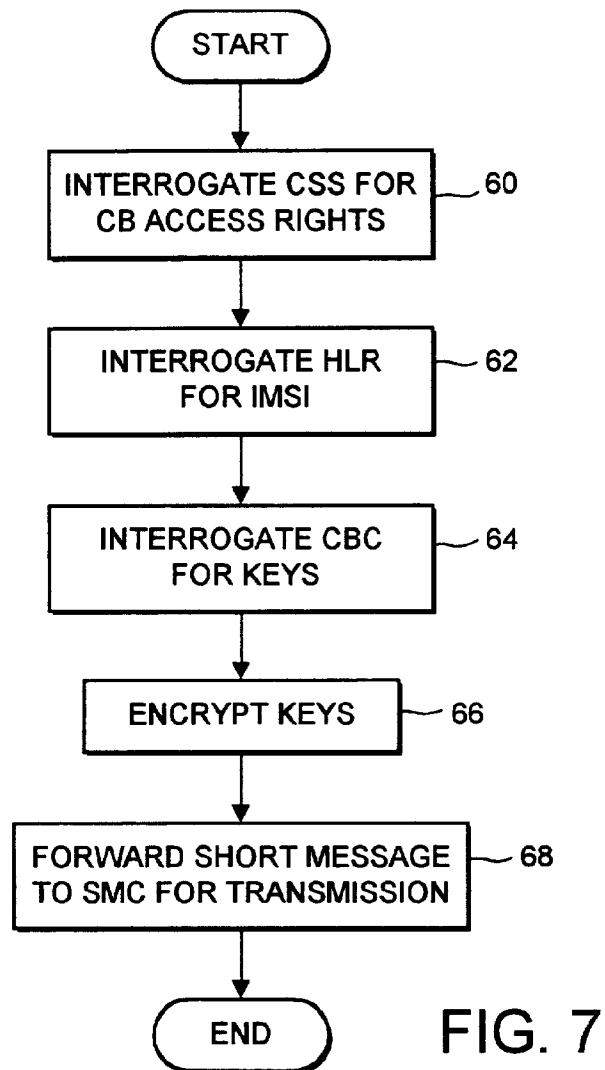 START
INTERROGATE CSS FOR
CB ACCESS RIGHTS
60
INTERROGATE HLR
FOR IMSI
62
INTERROGATE CBC
FOR KEYS
64
ENCRYPT KEYS
66
FORWARD SHORT MESSAGE
TO SMC FOR TRANSMISSION
68
END
FIG. 7